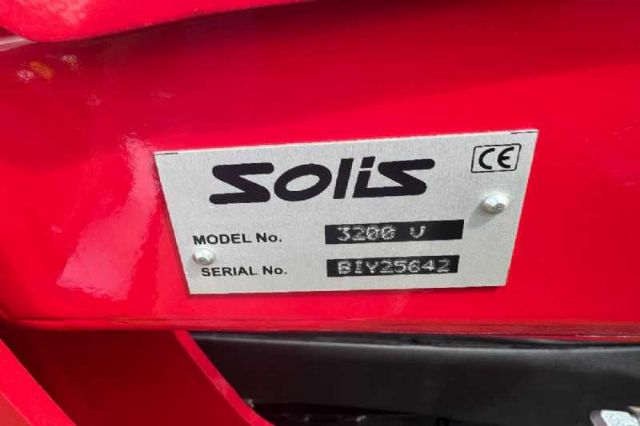 Solis
CE
MODEL No. 3200 V
SERIAL No. BIY25642